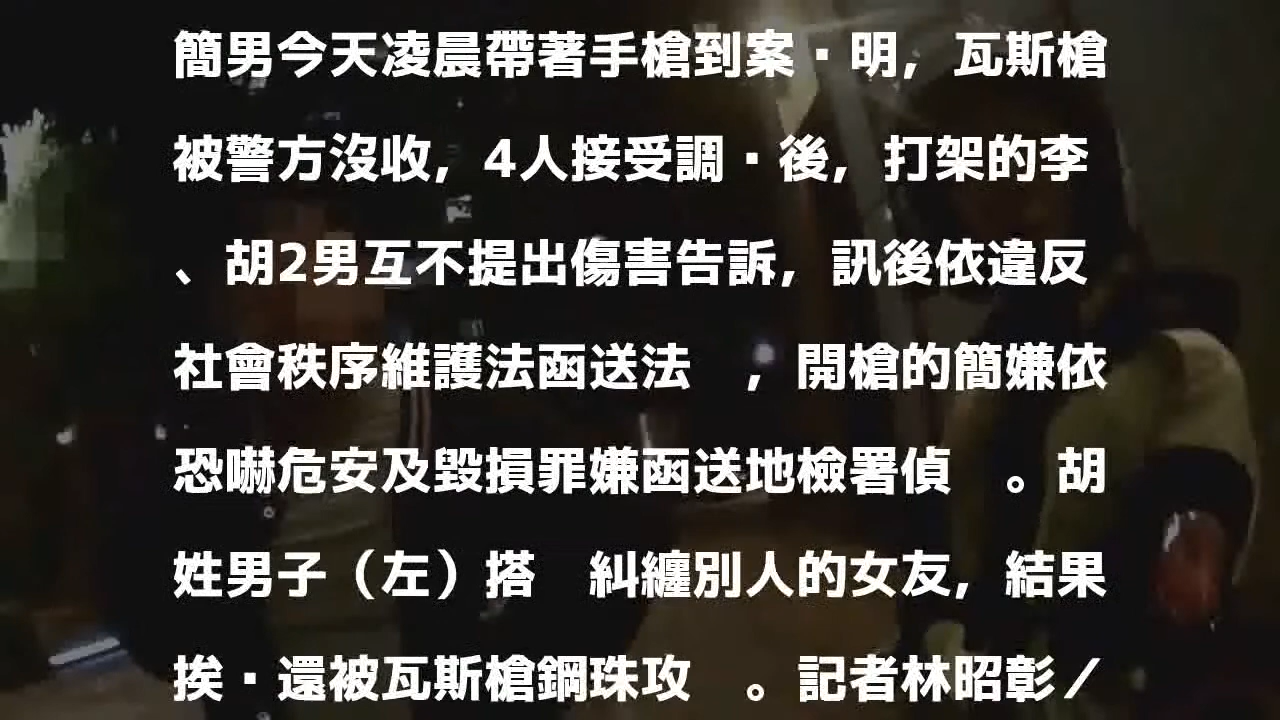 簡男今天凌晨帶著手槍到案▪明，瓦斯槍
被警方沒收，4人接受調▪後，打架的李
、胡2男互不提出傷害告訴，訊後依違反
社會秩序維護法函送法　，開槍的簡嫌依
恐嚇危安及毀損罪嫌函送地檢署偵　。胡
姓男子（左）搭　糾纏別人的女友，結果
挨▪還被瓦斯槍鋼珠攻　。記者林昭彰／